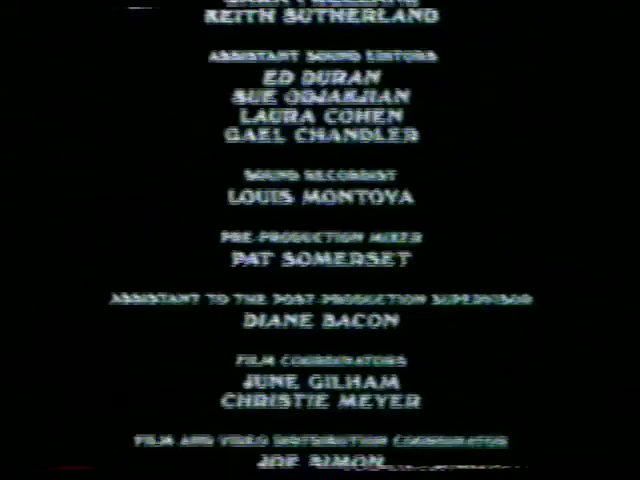 KEITH SUTHERLAND
ASSISTANT SOUND EDITORS
ED DURAN
SUE ODJAKJIAN
LAURA COHEN
GAEL CHANDLER
SOUND RECORDIST
LOUIS MONTOYA
PRE-PRODUCTION MIXER
PAT SOMERSET
ASSISTANT TO THE POST-PRODUCTION SUPERVISOR
DIANE BACON
FILM COORDINATORS
JUNE GILHAM
CHRISTIE MEYER
FILM AND VIDEO DISTRIBUTION COORDINATOR
JOE SIMON